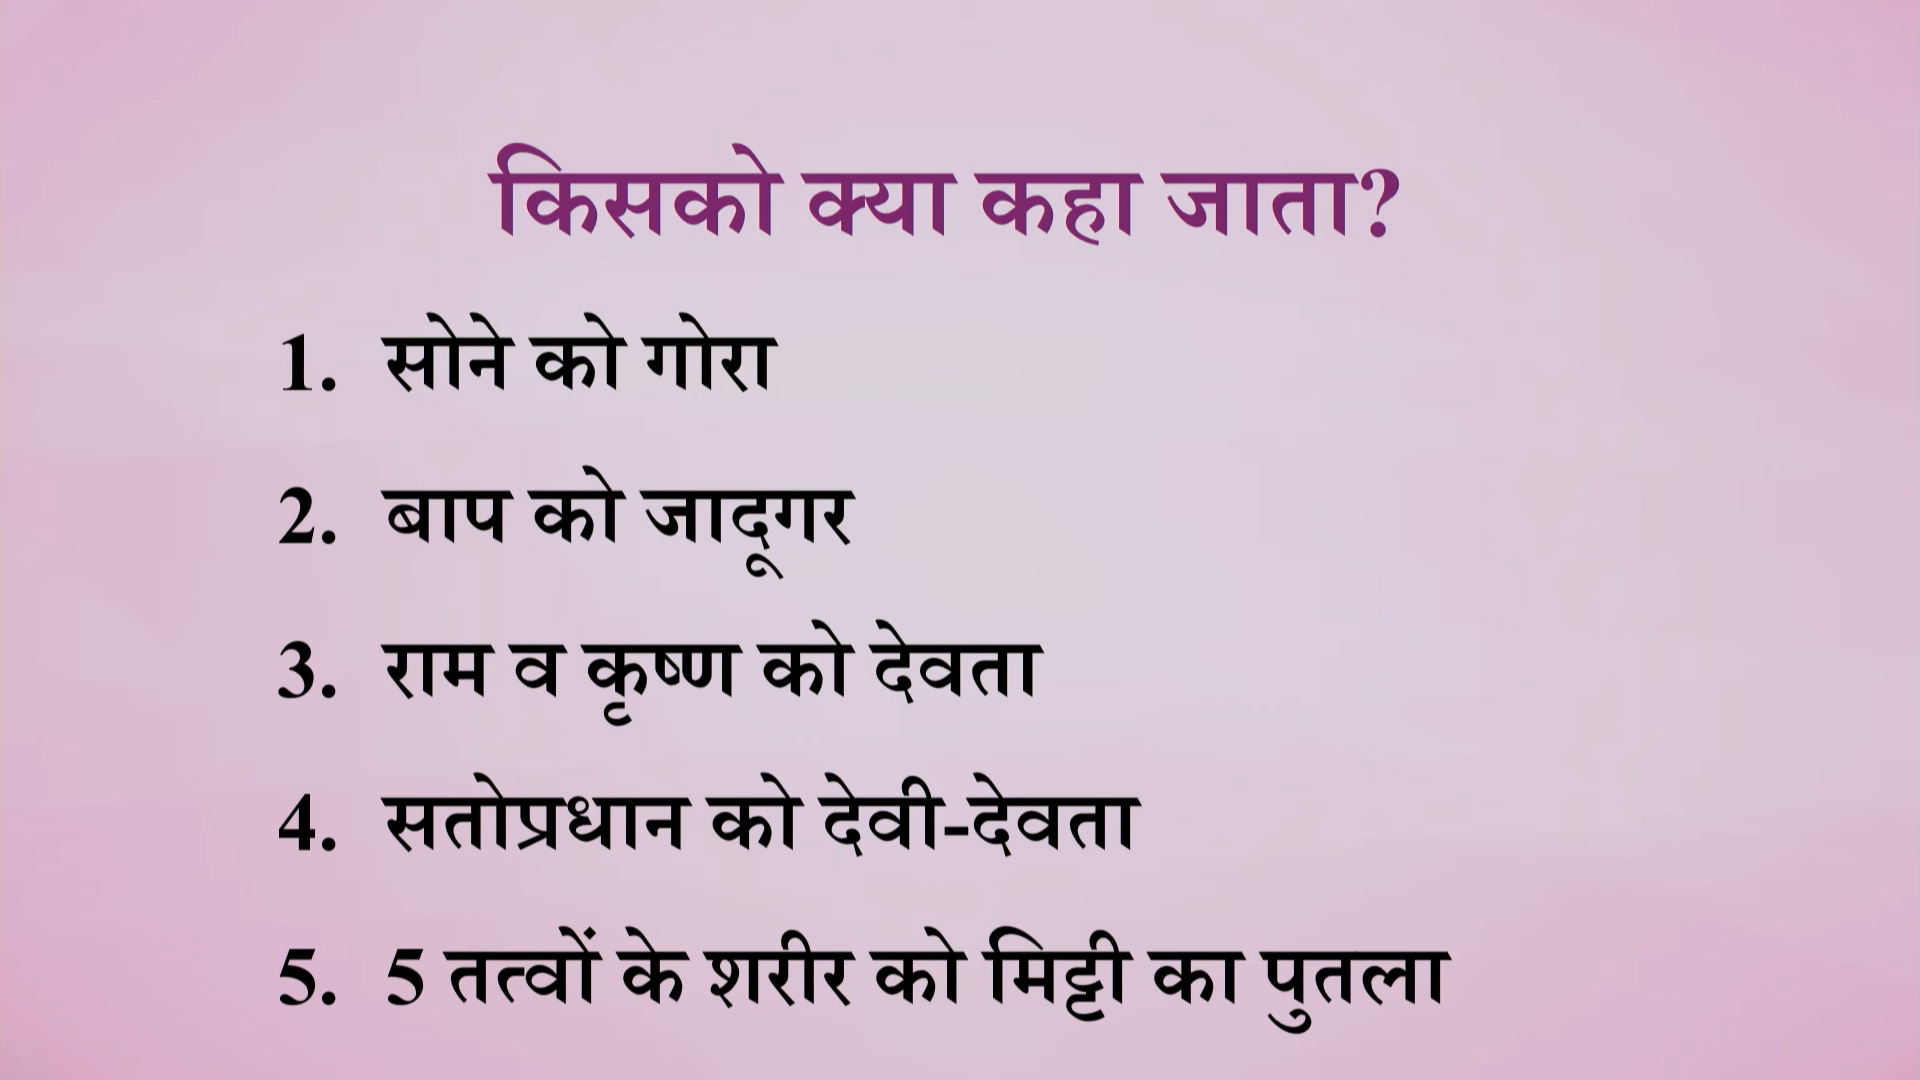 किसको क्या कहा जाता?
1. सोने को गोरा
2. बाप को जादूगर
3. राम व कृष्ण को देवता
4. सतोप्रधान को देवी-देवता
5. 5 तत्वों के शरीर को मिट्टी का पुतला